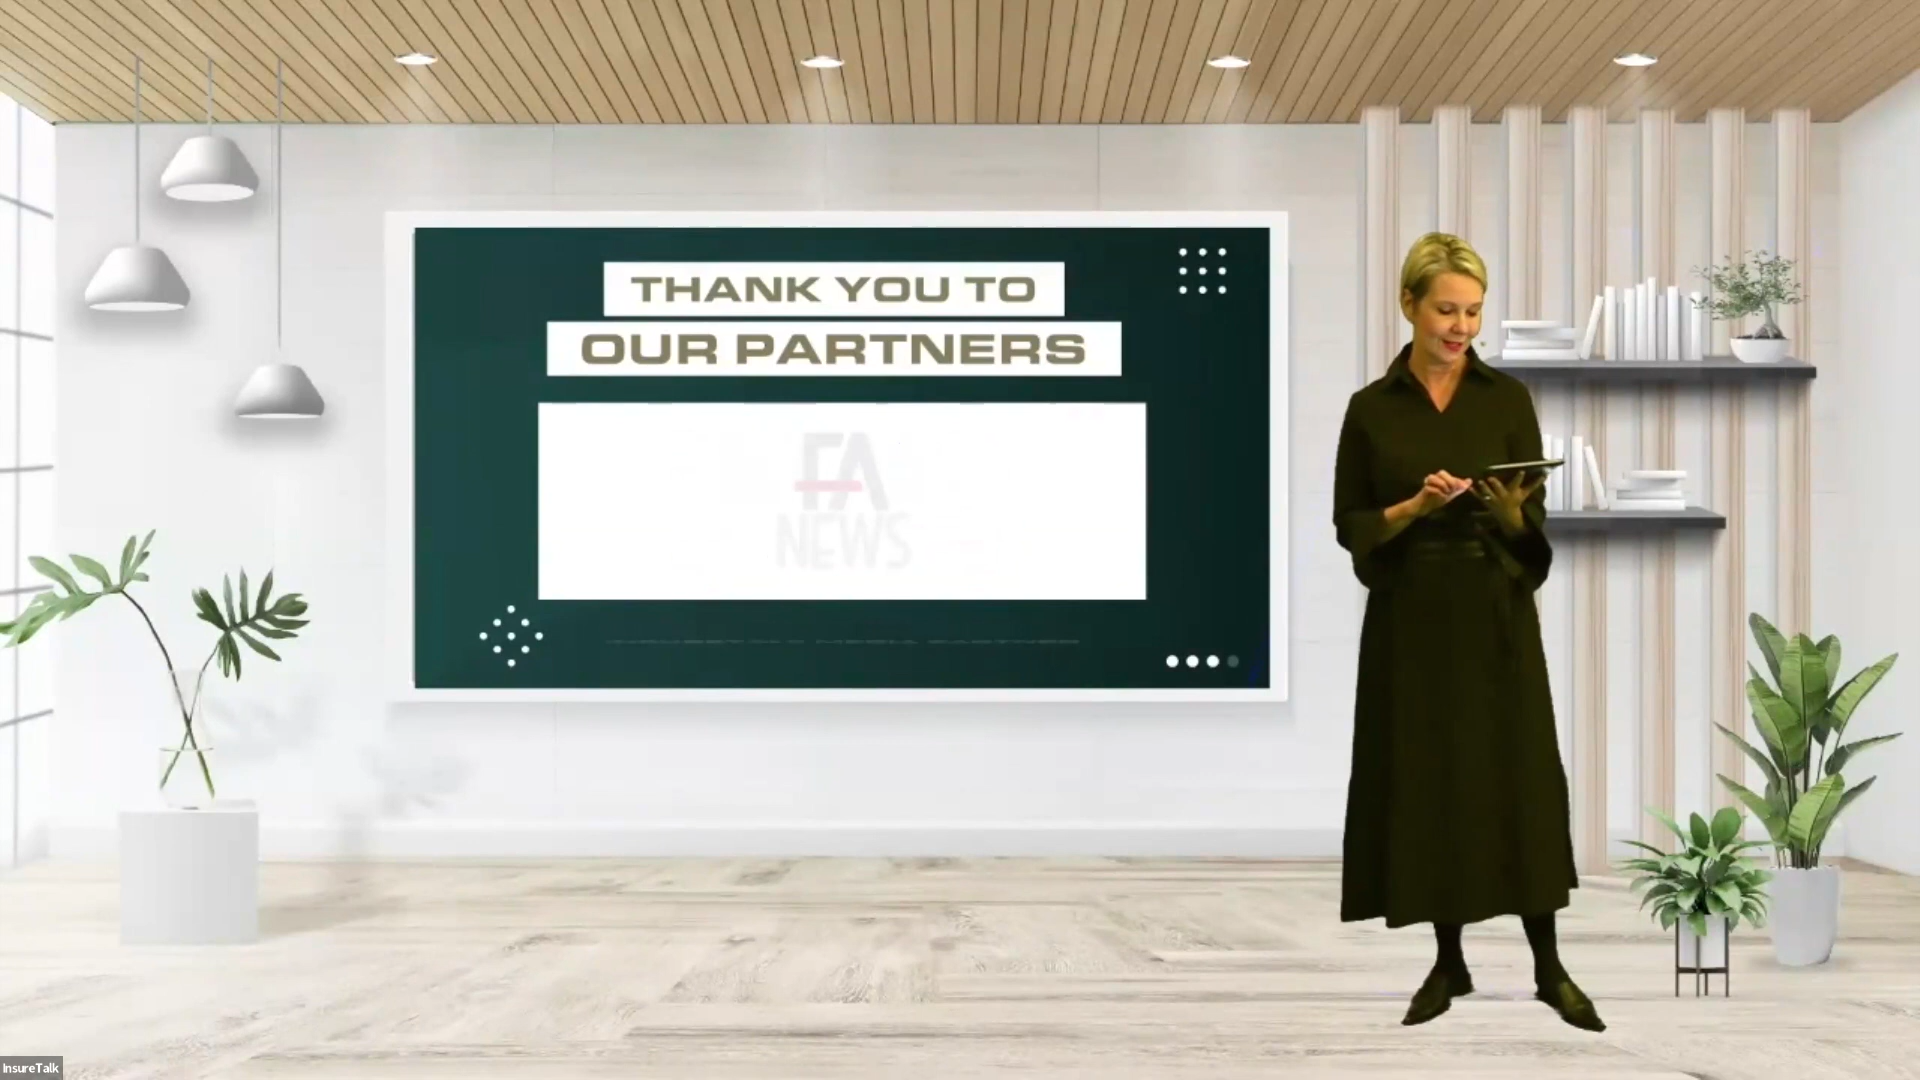 THANK YOU TO
OUR PARTNERS
FA
NEWS
InsureTalk